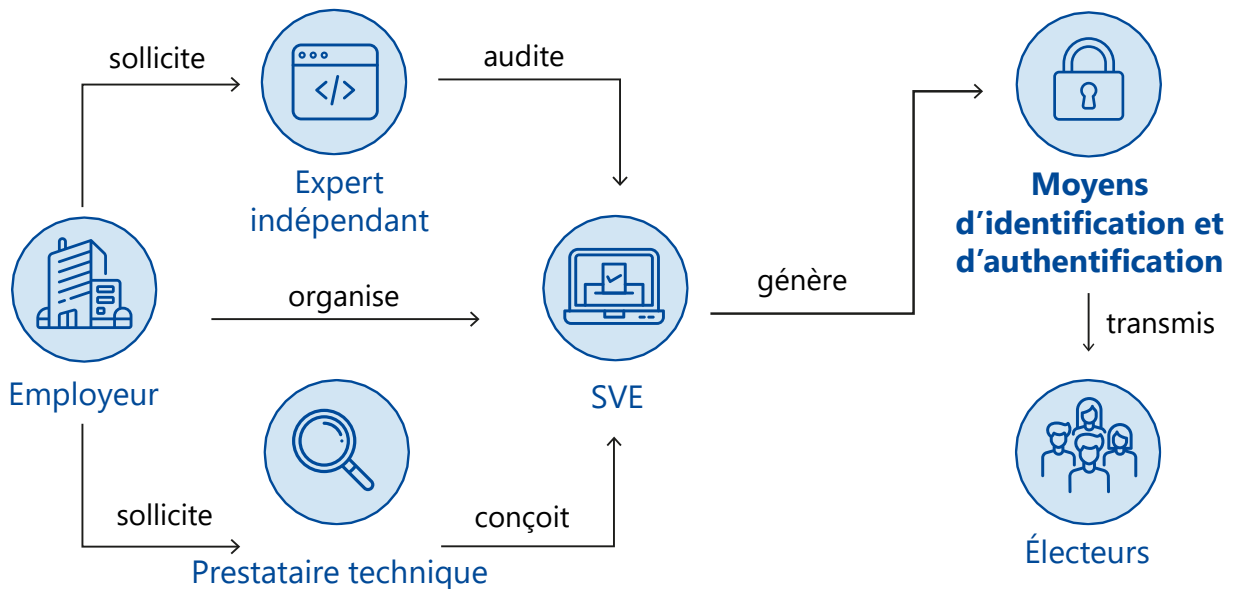 sollicite
audite
Expert
indépendant
Moyens
d’identification et
d’authentification
organise
génère
transmis
Employeur
SVE
sollicite
conçoit
Prestataire technique
Électeurs